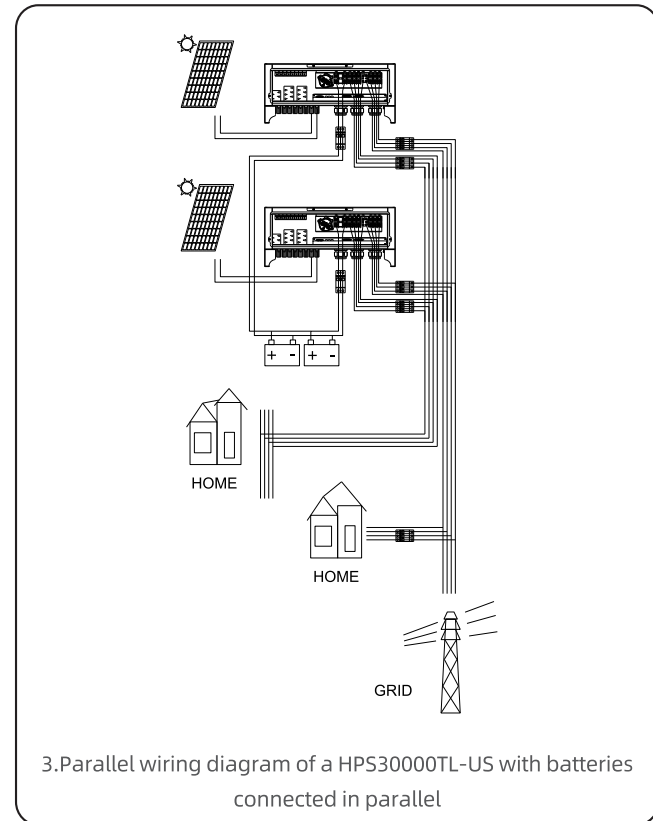 + - + -
HOME
HOME
GRID
3.Parallel wiring diagram of a HPS30000TL-US with batteries
connected in parallel